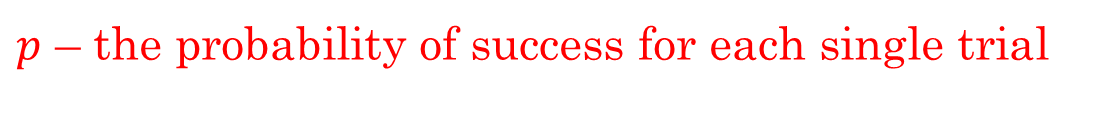 p – the probability of success for each single trial